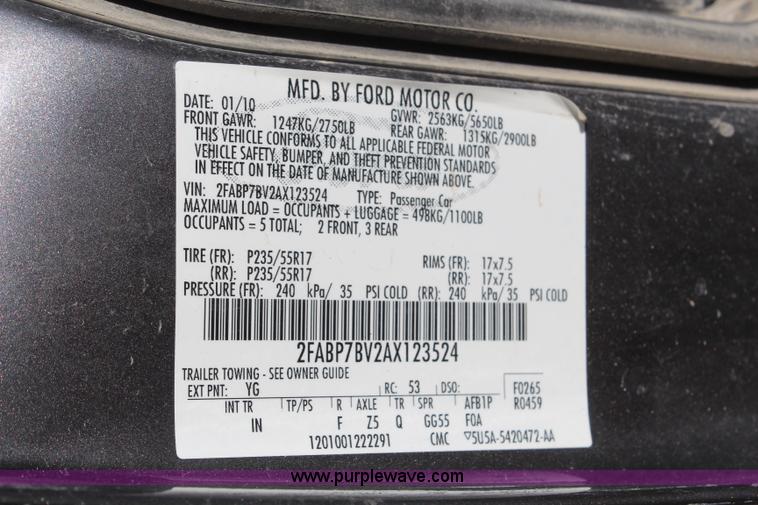 MFD. BY FORD MOTOR CO.
DATE: 01/10 GVWR: 2563KG/5650LB
FRONT GAWR: 1247KG/2750LB REAR GAWR: 1315KG/2900LB
THIS VEHICLE CONFORMS TO ALL APPLICABLE FEDERAL MOTOR
VEHICLE SAFETY, BUMPER, AND THEFT PREVENTION STANDARDS
IN EFFECT ON THE DATE OF MANUFACTURE SHOWN ABOVE.
VIN: 2FABP7BV2AX123524 TYPE: Passenger Car
MAXIMUM LOAD = OCCUPANTS + LUGGAGE = 498KG/1100LB
OCCUPANTS = 5 TOTAL; 2 FRONT, 3 REAR
TIRE (FR): P235/55R17 RIMS (FR): 17x7.5
(RR): P235/55R17 (RR): 17x7.5
PRESSURE (FR): 240 kPa/ 35 PSI COLD (RR): 240 kPa/ 35 PSI COLD
2FABP7BV2AX123524
TRAILER TOWING - SEE OWNER GUIDE
EXT PNT: YG RC: 53 DSO: F0265
INT TR TP/PS R AXLE TR SPR AFB1P R0459
IN F Z5 Q GG55 F0A
1201001222291 CMC ▽5U5A-5420472-AA
www.purplewave.com